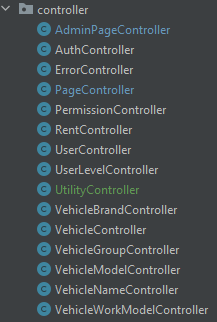 controller
AdminPageController
AuthController
ErrorController
PageController
PermissionController
RentController
UserController
UserLevelController
UtilityController
VehicleBrandController
VehicleController
VehicleGroupController
VehicleModelController
VehicleNameController
VehicleWorkModelController